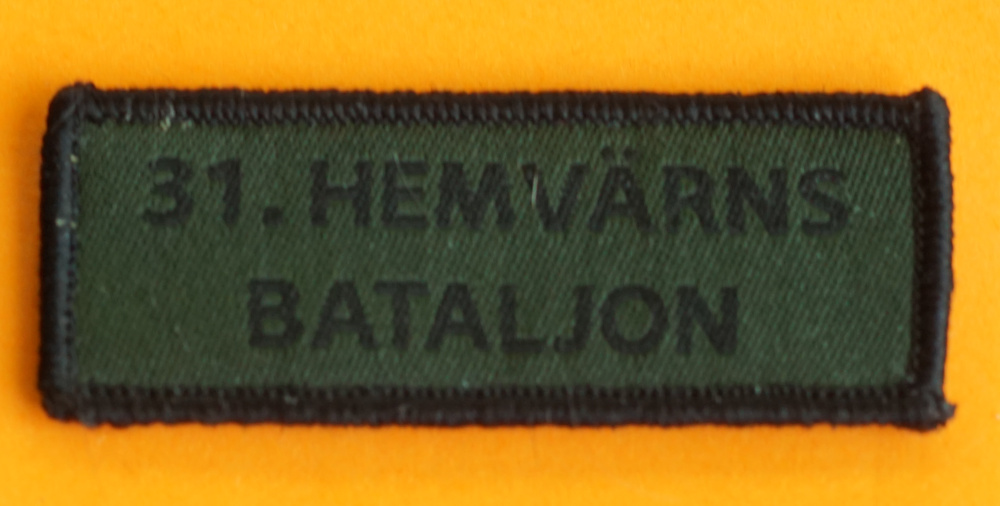 31. HEMVÄRNS
BATALJON